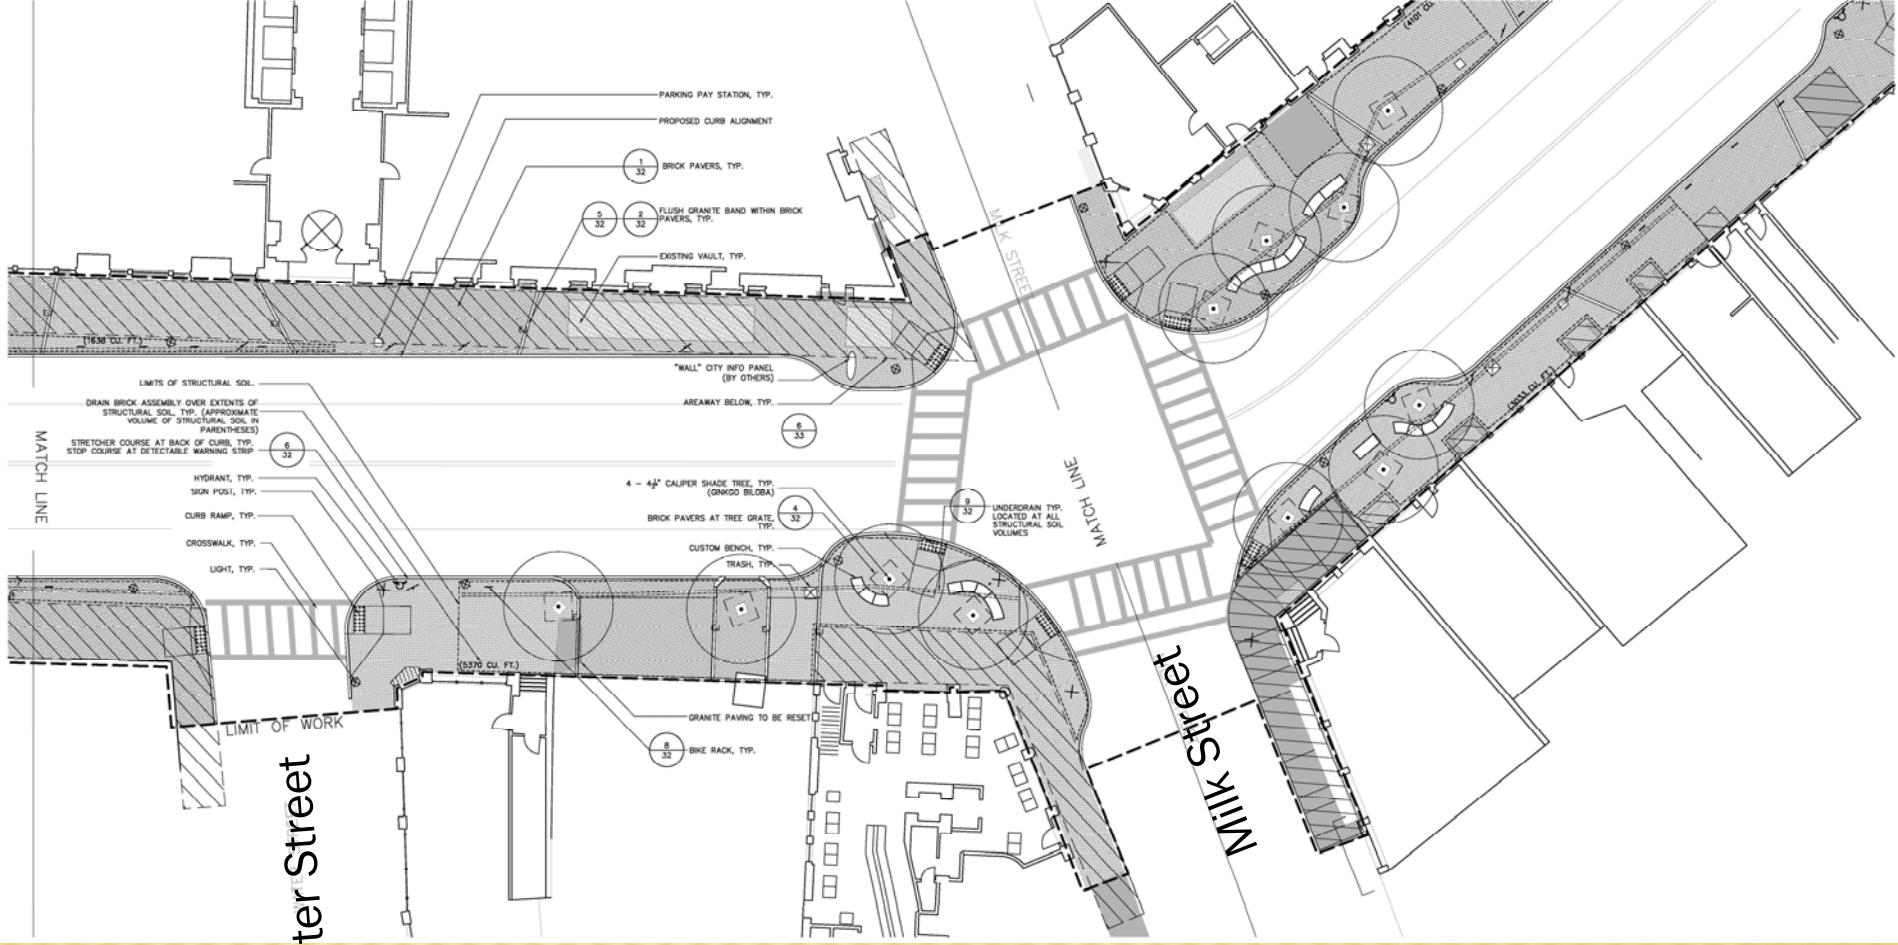 (4101 CU.
PARKING PAY STATION, TYP.
PROPOSED CURB ALIGNMENT
1
32
BRICK PAVERS, TYP.
5
32
2
32
FLUSH GRANITE BAND WITHIN BRICK
PAVERS, TYP.
EXISTING VAULT, TYP.
MILK STREET
(1638 CU. FT.)
"WALL" CITY INFO PANEL
(BY OTHERS)
AREAWAY BELOW, TYP.
6
33
LIMITS OF STRUCTURAL SOIL.
DRAIN BRICK ASSEMBLY OVER EXTENTS OF
STRUCTURAL SOIL, TYP. (APPROXIMATE
VOLUME OF STRUCTURAL SOIL IN
PARENTHESES)
STRETCHER COURSE AT BACK OF CURB, TYP.
STOP COURSE AT DETECTABLE WARNING STRIP
6
32
HYDRANT, TYP.
SIGN POST, TYP.
CURB RAMP, TYP.
CROSSWALK, TYP.
LIGHT, TYP.
MATCH LINE
4 - 4½" CALIPER SHADE TREE, TYP.
(GINKGO BILOBA)
BRICK PAVERS AT TREE GRATE,
TYP.
4
32
CUSTOM BENCH, TYP.
TRASH, TYP.
9
32
UNDERDRAIN TYP.
LOCATED AT ALL
STRUCTURAL SOIL
VOLUMES
MATCH LINE
CU. FT.)
(5370 CU. FT.)
GRANITE PAVING TO BE RESET
8
32
BIKE RACK, TYP.
LIMIT OF WORK
ter Street
Milk Street